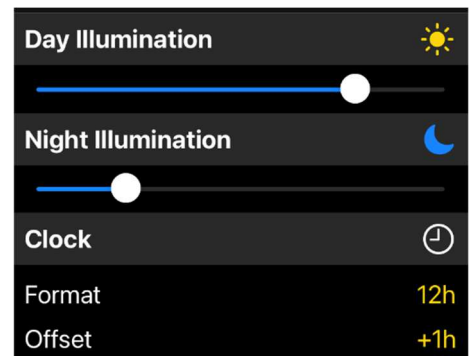 Day Illumination
Night Illumination
Clock
Format 12h
Offset +1h